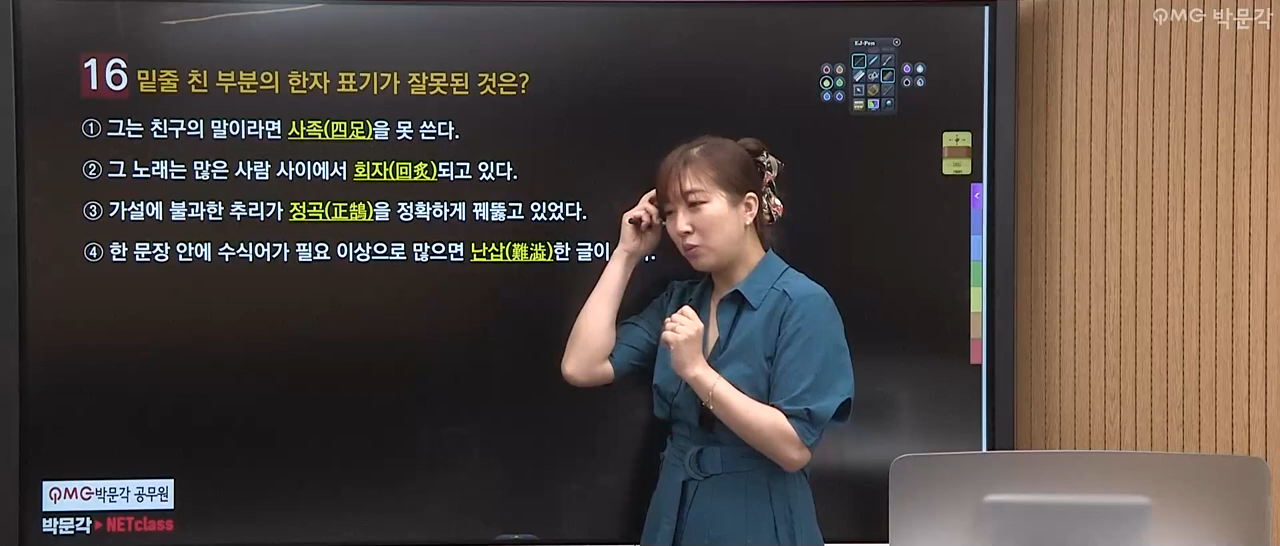 QMG 박문각
EJ-Pen
16 밑줄 친 부분의 한자 표기가 잘못된 것은?
① 그는 친구의 말이라면 사족(四足)을 못 쓴다.
② 그 노래는 많은 사람 사이에서 회자(回炙)되고 있다.
③ 가설에 불과한 추리가 정곡(正鵠)을 정확하게 꿰뚫고 있었다.
④ 한 문장 안에 수식어가 필요 이상으로 많으면 난삽(難澁)한 글이
QMG 박문각 공무원
박문각 NETclass